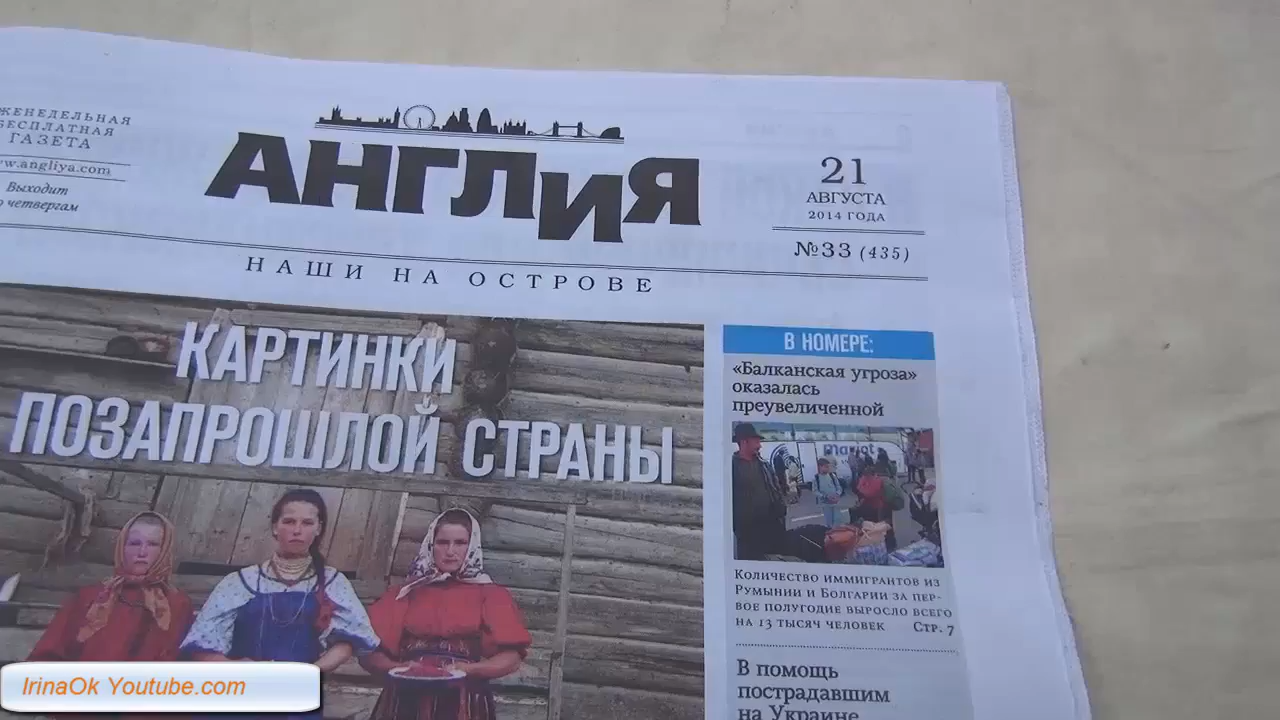 ЖЕНЕДЕЛЬНАЯ
БЕСПЛАТНАЯ
ГАЗЕТА
www.angliya.com
Выходит
по четвергам
АНГЛИЯ
НАШИ НА ОСТРОВЕ
21
АВГУСТА
2014 ГОДА
№33 (435)
КАРТИНКИ
ПОЗАПРОШЛОЙ СТРАНЫ
В НОМЕРЕ:
«Балканская угроза»
оказалась
преувеличенной
Количество иммигрантов из
Румынии и Болгарии за пер-
вое полугодие выросло всего
на 13 тысяч человек Стр. 7
В помощь
пострадавшим
на Украине
IrinaOk Youtube.com